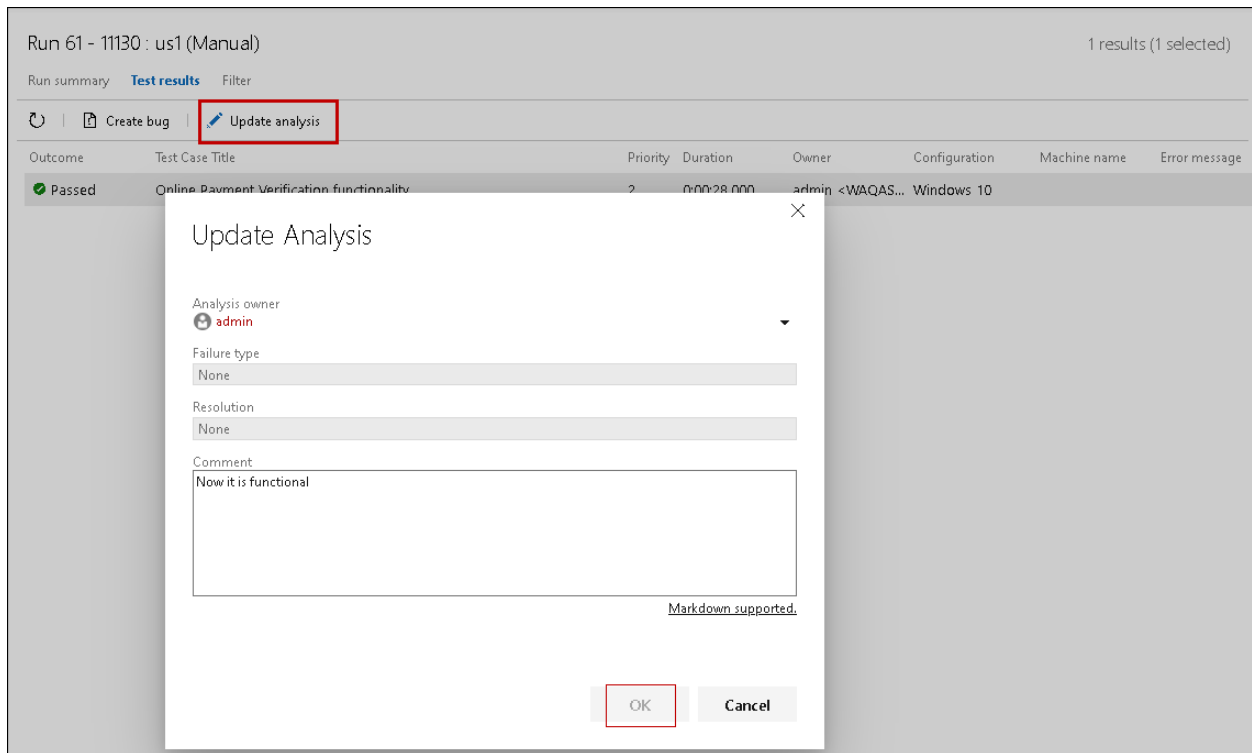 Run 61 - 11130 : us1 (Manual)
1 results (1 selected)
Run summary Test results Filter
Create bug Update analysis
Outcome Test Case Title Priority Duration Owner Configuration Machine name Error message
Passed Online Payment Verification functionality 2 0:00:28.000 admin <WAQAS... Windows 10
Update Analysis
Analysis owner
admin
Failure type
None
Resolution
None
Comment
Now it is functional
Markdown supported.
OK Cancel